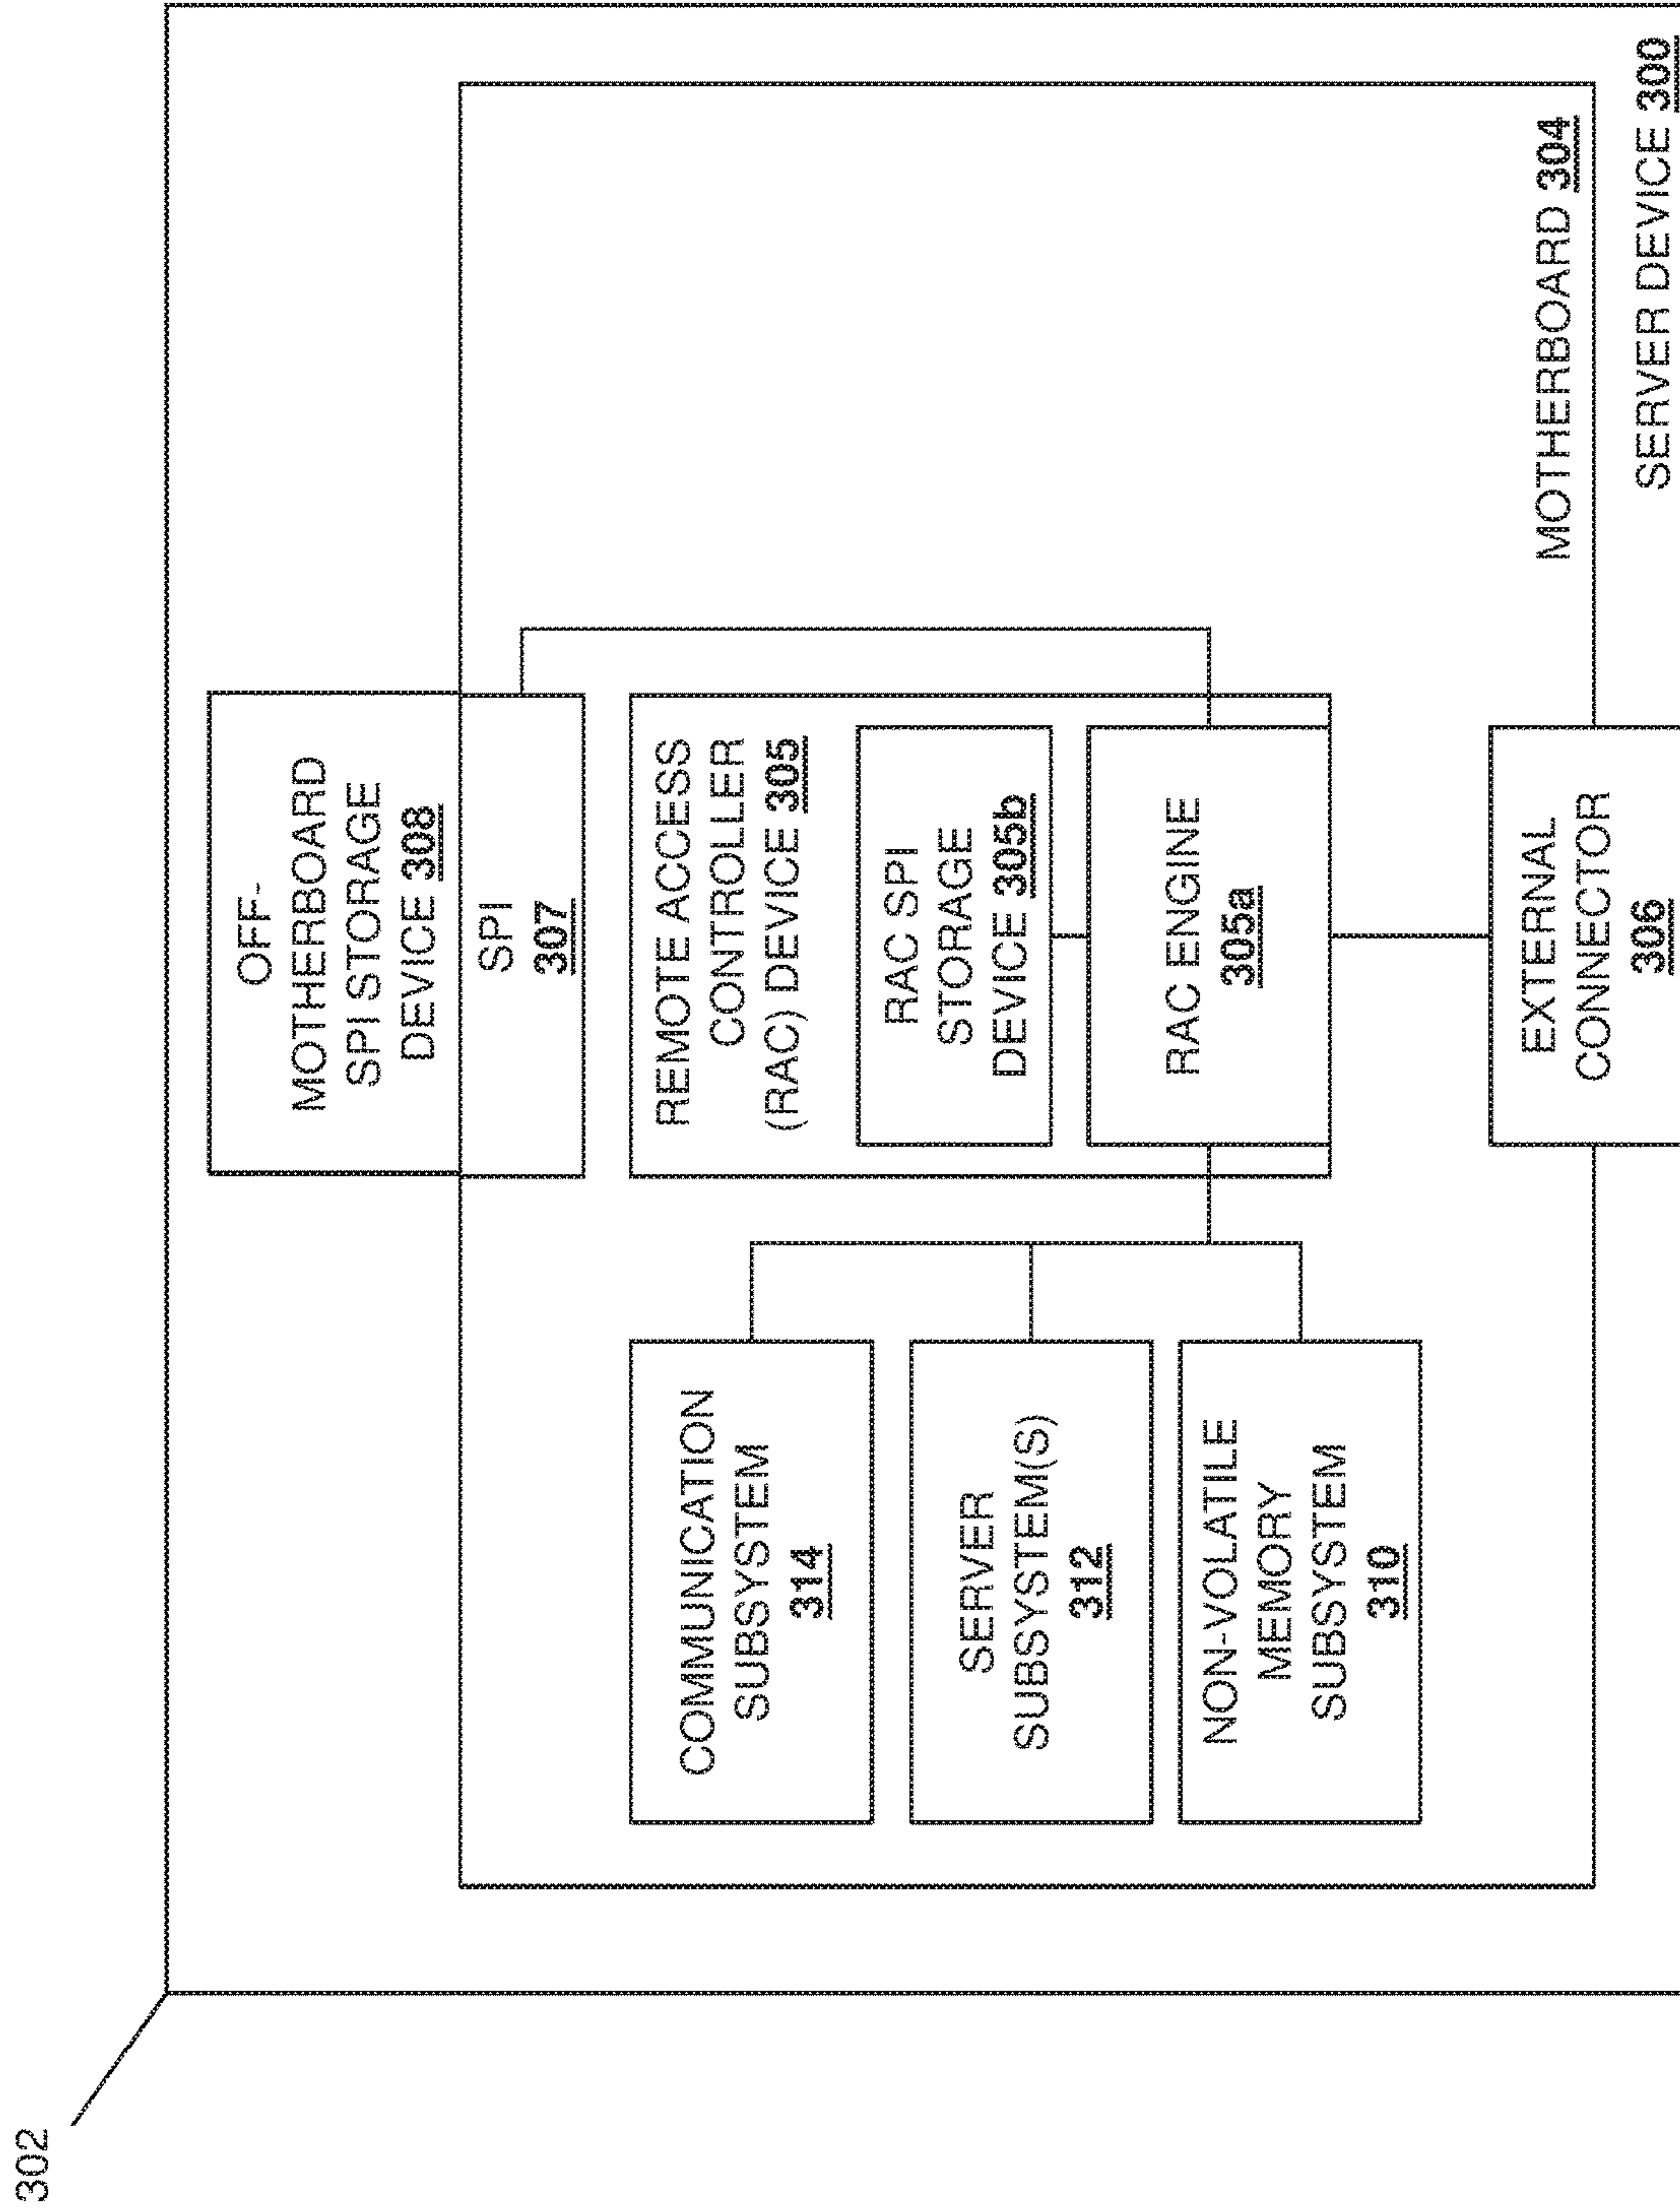 302
OFF-
MOTHERBOARD
SPI STORAGE
DEVICE 308
SPI
307
REMOTE ACCESS
CONTROLLER
(RAC) DEVICE 305
RAC SPI
STORAGE
DEVICE 305b
RAC ENGINE
305a
COMMUNICATION
SUBSYSTEM
314
SERVER
SUBSYSTEM(S)
312
NON-VOLATILE
MEMORY
SUBSYSTEM
310
EXTERNAL
CONNECTOR
306
MOTHERBOARD 304
SERVER DEVICE 300